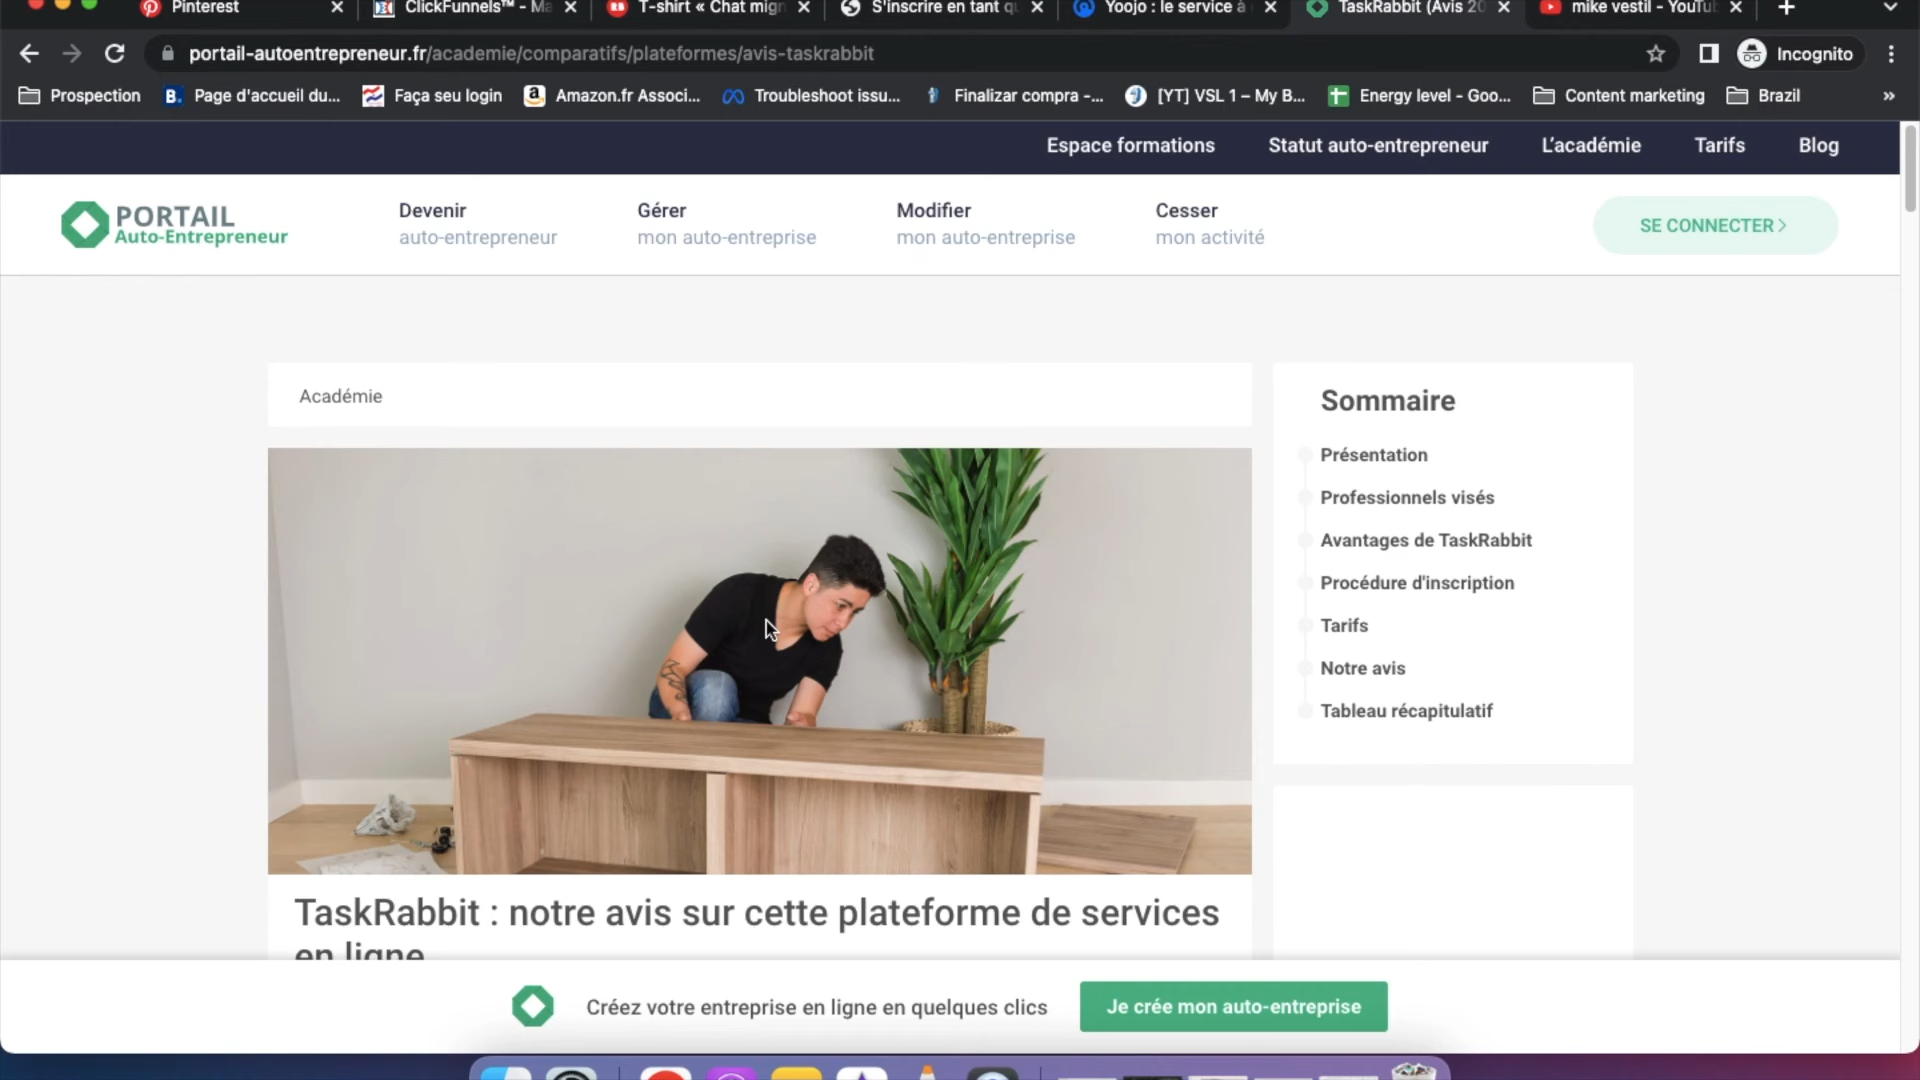 Pinterest
ClickFunnels™ - Ma
T-shirt « Chat mign
S'inscrire en tant q
Yoojo : le service à
TaskRabbit (Avis 20
mike vestil - YouTub
portail-autoentrepreneur.fr/academie/comparatifs/plateformes/avis-taskrabbit
Incognito
Prospection
B.
Page d'accueil du...
Faça seu login
Amazon.fr Associ...
Troubleshoot issu...
Finalizar compra -...
[YT] VSL 1 – My B...
Energy level - Goo...
Content marketing
Brazil
»
Espace formations
Statut auto-entrepreneur
L'académie
Tarifs
Blog
PORTAIL
Auto-Entrepreneur
Devenir
auto-entrepreneur
Gérer
mon auto-entreprise
Modifier
mon auto-entreprise
Cesser
mon activité
SE CONNECTER
Académie
Sommaire
Présentation
Professionnels visés
Avantages de TaskRabbit
Procédure d'inscription
Tarifs
Notre avis
Tableau récapitulatif
TaskRabbit : notre avis sur cette plateforme de services
en ligne
Créez votre entreprise en ligne en quelques clics
Je crée mon auto-entreprise